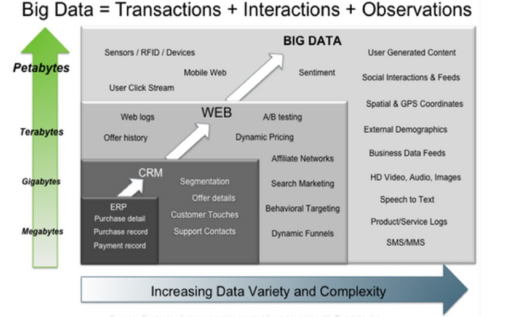 Big Data = Transactions + Interactions + Observations
Petabytes
Terabytes
Gigabytes
Megabytes
BIG DATA
Sensors / RFID / Devices
Mobile Web
Sentiment
User Click Stream
User Generated Content
Social Interactions & Feeds
Spatial & GPS Coordinates
External Demographics
Business Data Feeds
HD Video, Audio, Images
Speech to Text
Product/Service Logs
SMS/MMS
WEB
Web logs
A/B testing
Offer history
Dynamic Pricing
Affiliate Networks
Search Marketing
Behavioral Targeting
Dynamic Funnels
CRM
Segmentation
Offer details
Customer Touches
Support Contacts
ERP
Purchase detail
Purchase record
Payment record
Increasing Data Variety and Complexity